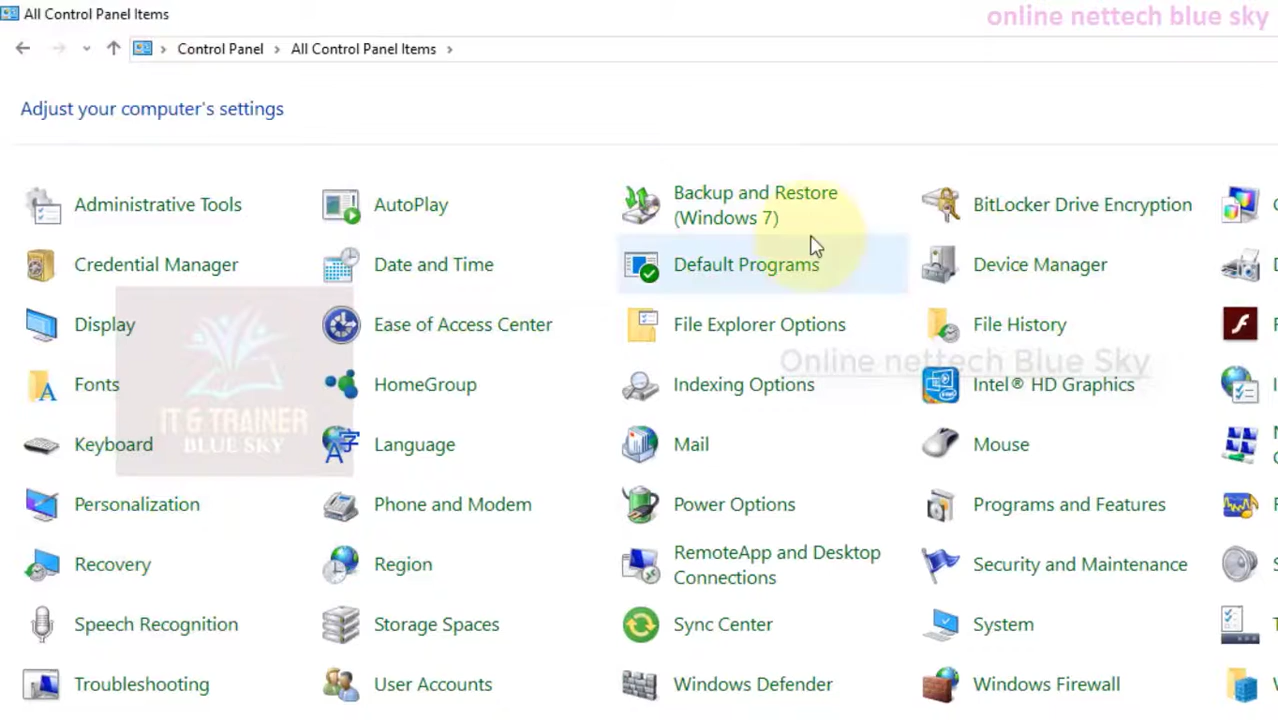 All Control Panel Items
online nettech blue sky
Control Panel > All Control Panel Items >
Adjust your computer's settings
Administrative Tools
AutoPlay
Backup and Restore
(Windows 7)
BitLocker Drive Encryption
Credential Manager
Date and Time
Default Programs
Device Manager
Display
Ease of Access Center
File Explorer Options
File History
Online nettech Blue Sky
Fonts
HomeGroup
Indexing Options
Intel® HD Graphics
IT & TRAINER
BLUE SKY
Keyboard
Language
Mail
Mouse
Personalization
Phone and Modem
Power Options
Programs and Features
Recovery
Region
RemoteApp and Desktop
Connections
Security and Maintenance
Speech Recognition
Storage Spaces
Sync Center
System
Troubleshooting
User Accounts
Windows Defender
Windows Firewall